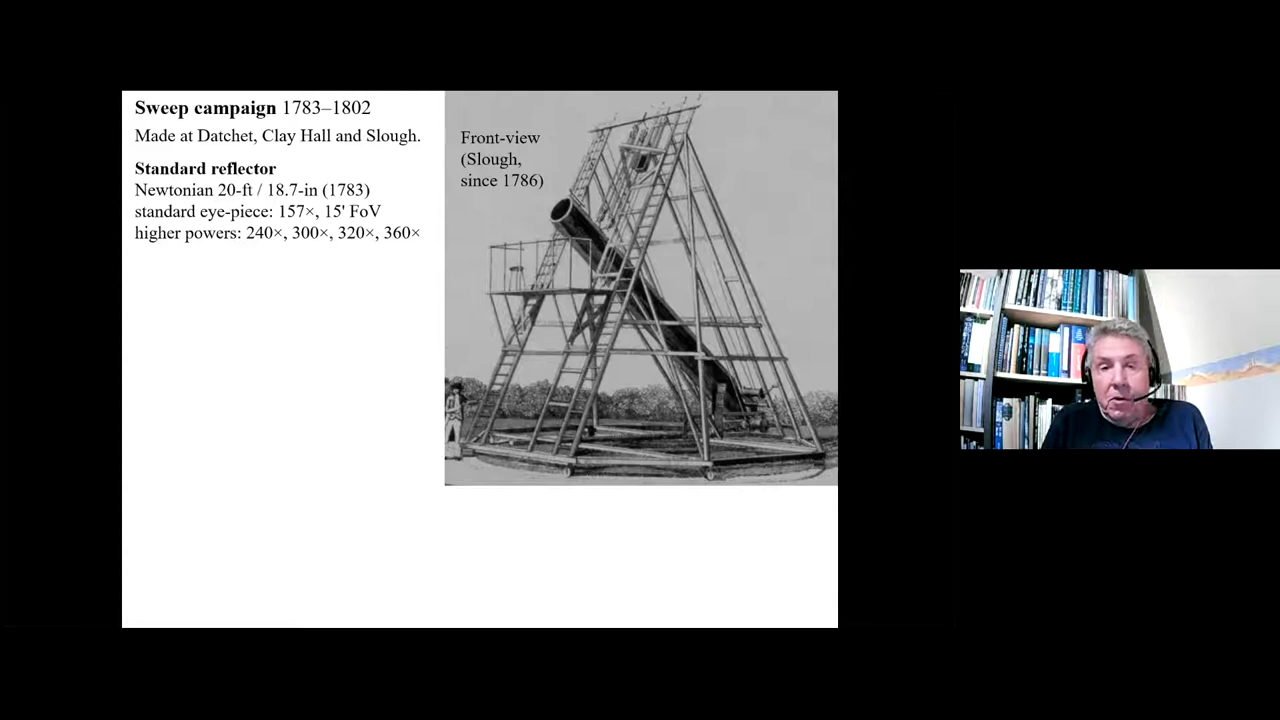 Sweep campaign 1783–1802
Made at Datchet, Clay Hall and Slough.
Standard reflector
Newtonian 20-ft / 18.7-in (1783)
standard eye-piece: 157×, 15' FoV
higher powers: 240×, 300×, 320×, 360×
Front-view
(Slough,
since 1786)